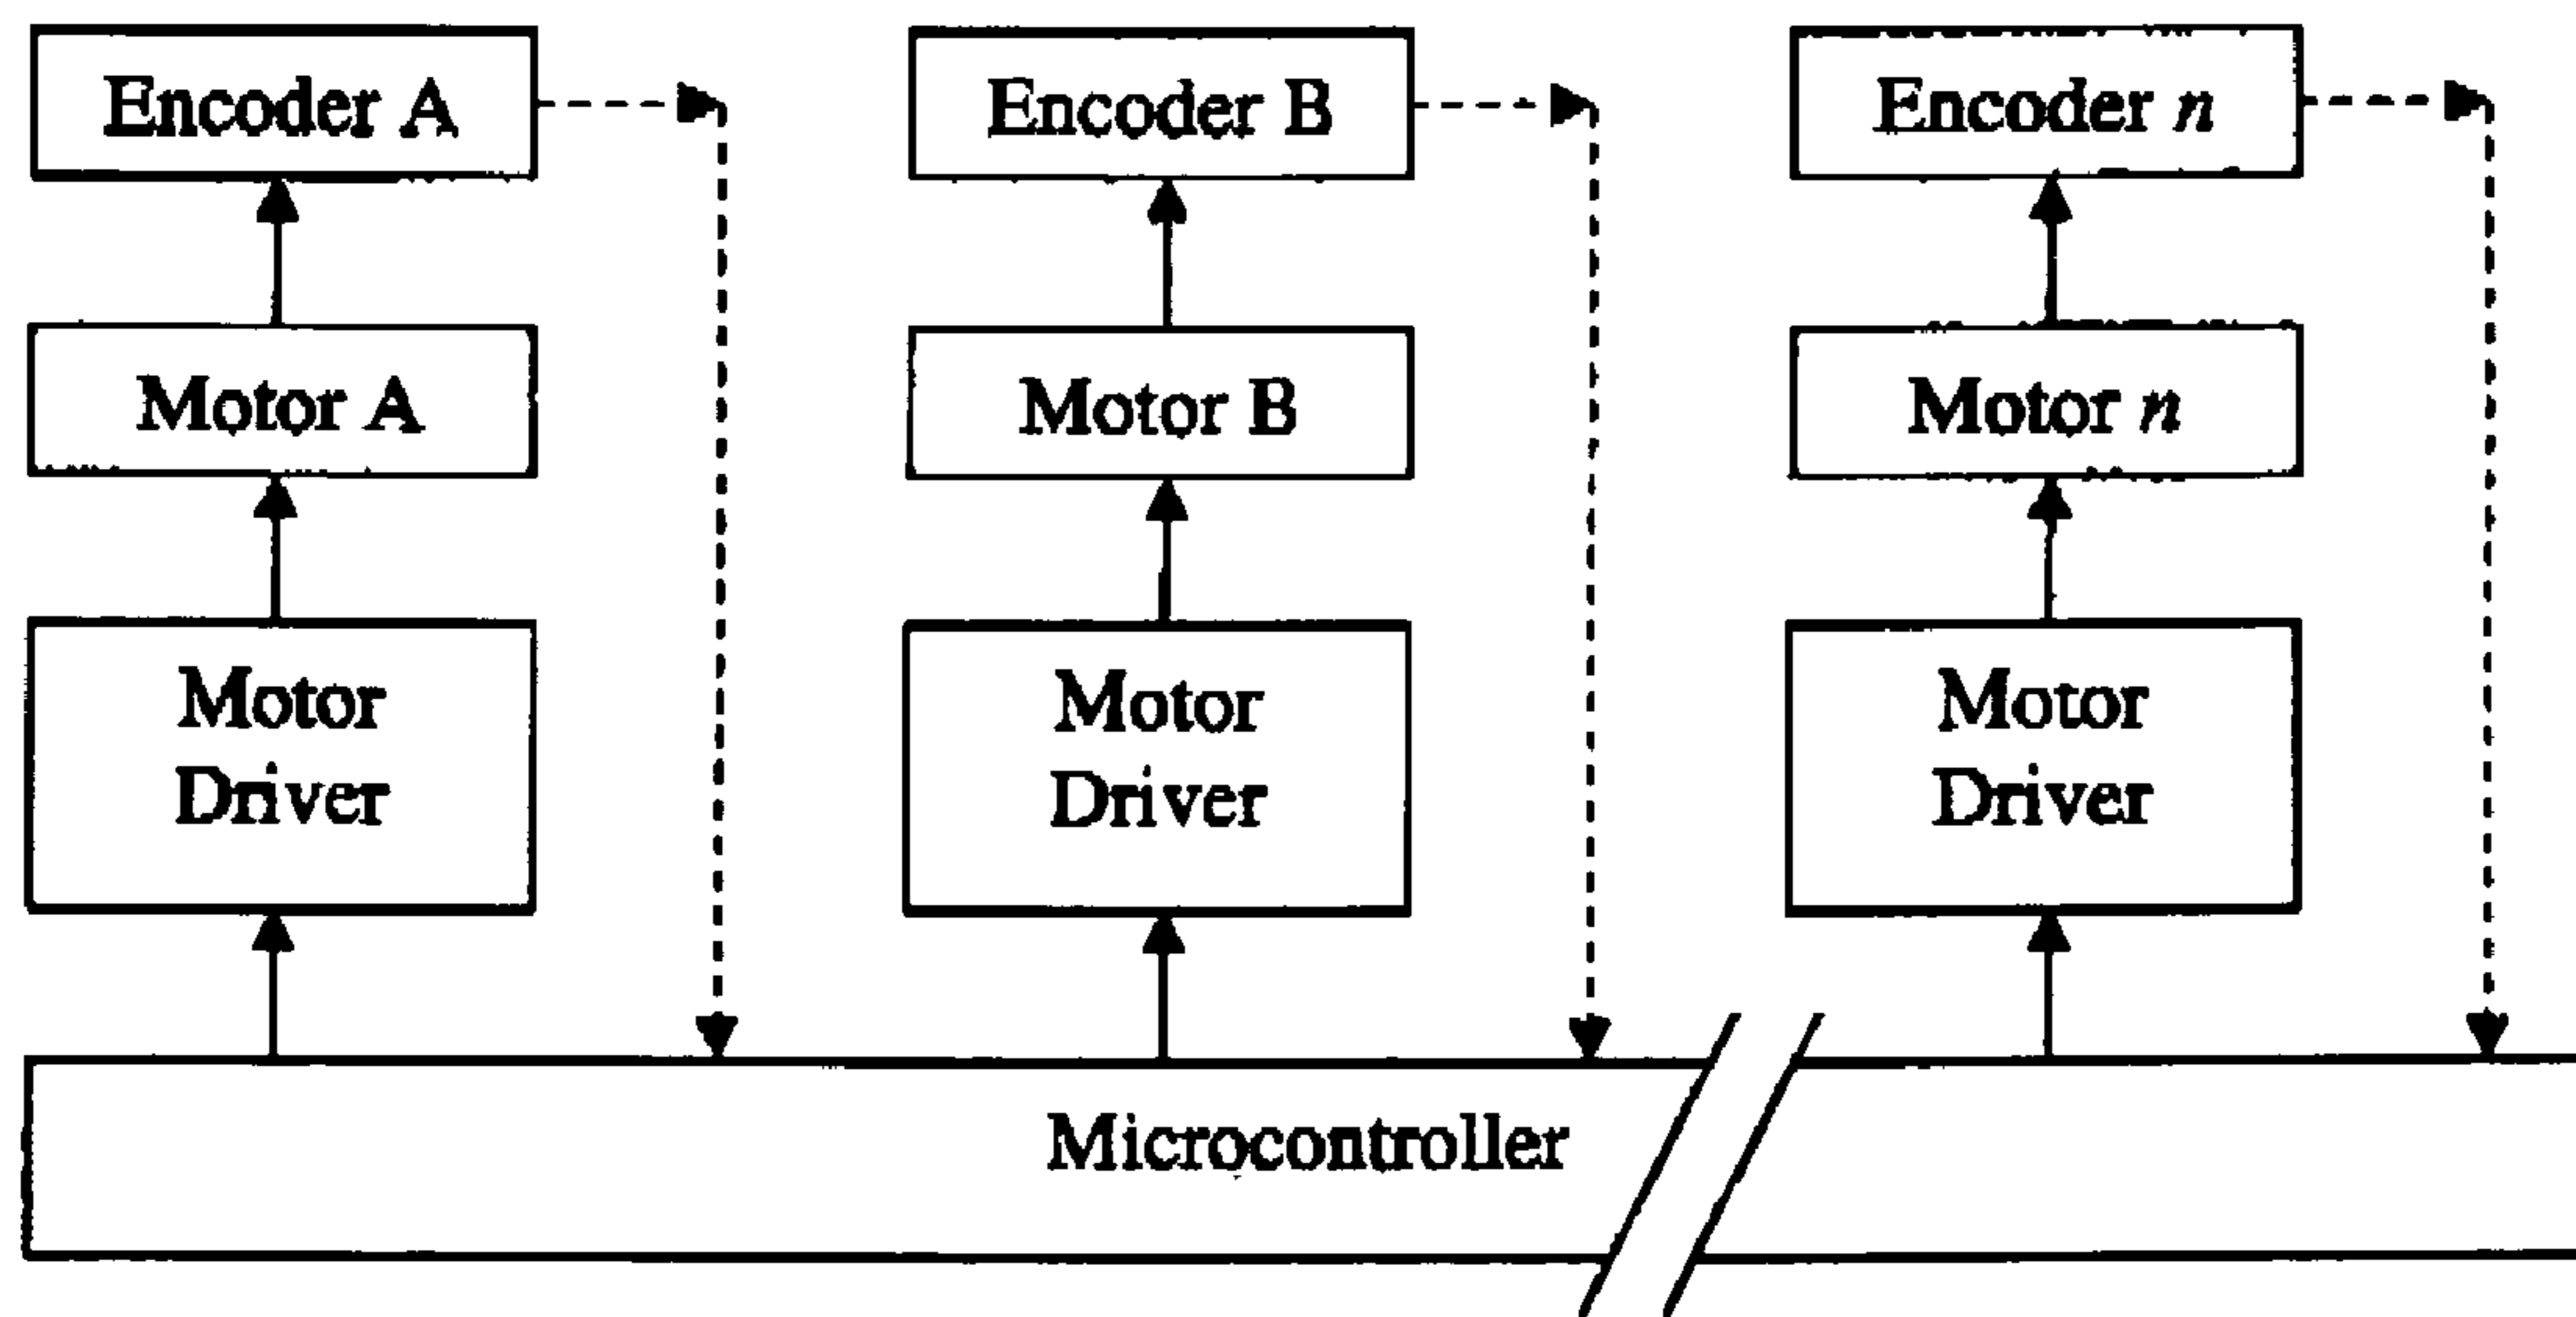 Encoder A
Encoder B
Encoder n
Motor A
Motor B
Motor n
Motor
Driver
Motor
Driver
Motor
Driver
Microcontroller